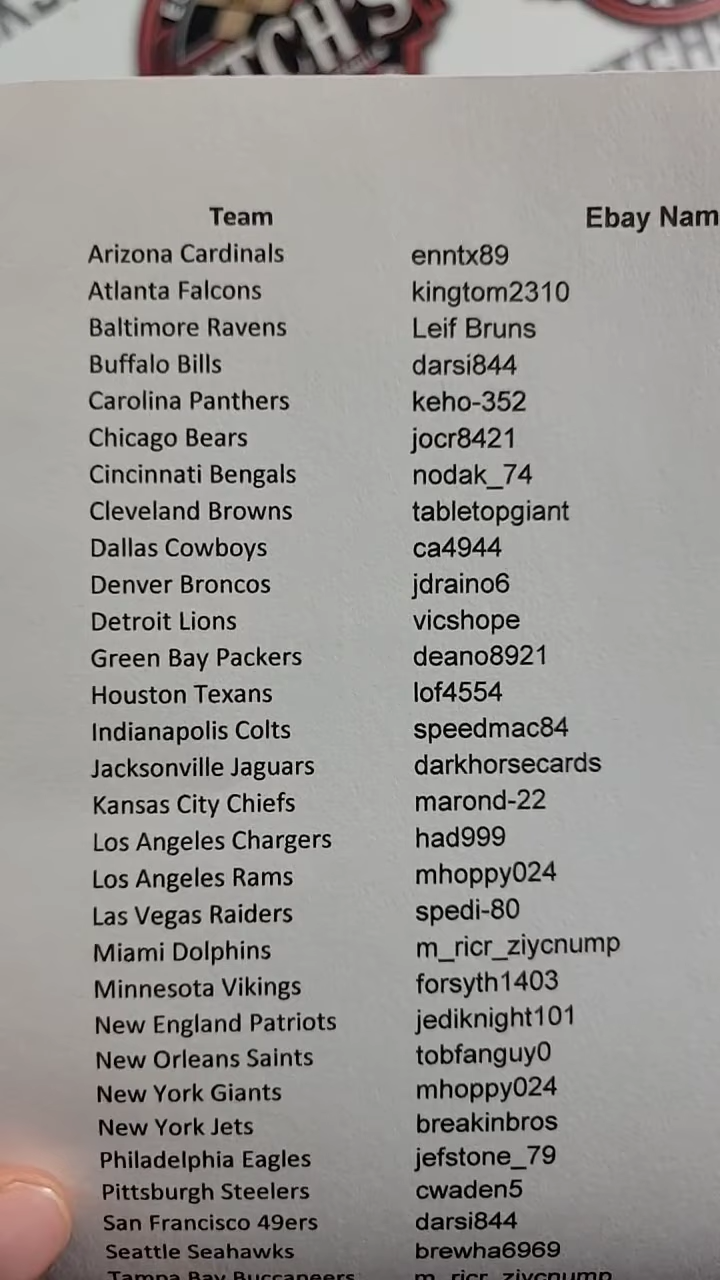 TCH'S
Team Ebay Nam
Arizona Cardinals enntx89
Atlanta Falcons kingtom2310
Baltimore Ravens Leif Bruns
Buffalo Bills darsi844
Carolina Panthers keho-352
Chicago Bears jocr8421
Cincinnati Bengals nodak_74
Cleveland Browns tabletopgiant
Dallas Cowboys ca4944
Denver Broncos jdraino6
Detroit Lions vicshope
Green Bay Packers deano8921
Houston Texans lof4554
Indianapolis Colts speedmac84
Jacksonville Jaguars darkhorsecards
Kansas City Chiefs marond-22
Los Angeles Chargers had999
Los Angeles Rams mhoppy024
Las Vegas Raiders spedi-80
Miami Dolphins m_ricr_ziycnump
Minnesota Vikings forsyth1403
New England Patriots jediknight101
New Orleans Saints tobfanguy0
New York Giants mhoppy024
New York Jets breakinbros
Philadelphia Eagles jefstone_79
Pittsburgh Steelers cwaden5
San Francisco 49ers darsi844
Seattle Seahawks brewha6969
Tampa Bay Buccaneers m_ricr_ziycnump